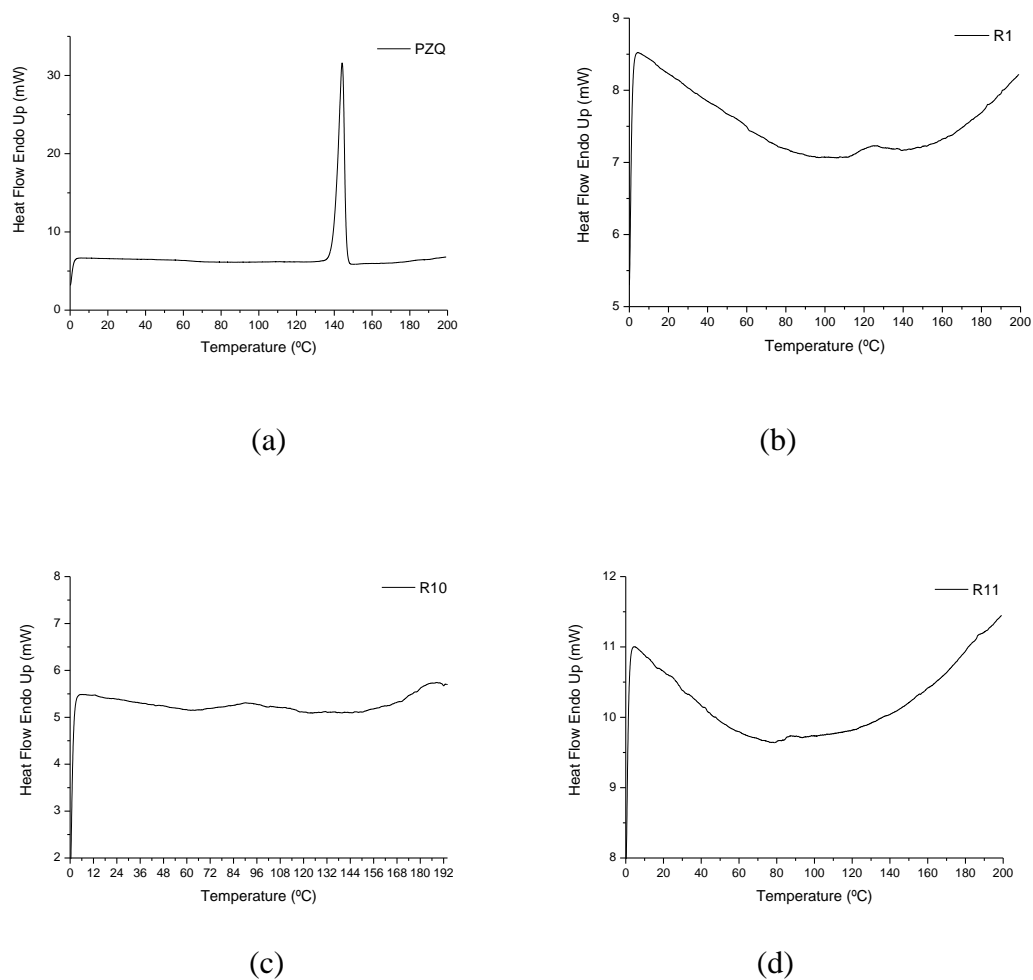 PZQ
30
20
10
0
Heat Flow Endo Up (mW)
0 20 40 60 80 100 120 140 160 180 200
Temperature (ºC)
(a)
R1
9
8
7
6
5
Heat Flow Endo Up (mW)
0 20 40 60 80 100 120 140 160 180 200
Temperature (ºC)
(b)
R10
8
7
6
5
4
3
2
Heat Flow Endo Up (mW)
0 12 24 36 48 60 72 84 96 108 120 132 144 156 168 180 192
Temperature (ºC)
(c)
R11
12
11
10
9
8
Heat Flow Endo Up (mW)
0 20 40 60 80 100 120 140 160 180 200
Temperature (ºC)
(d)